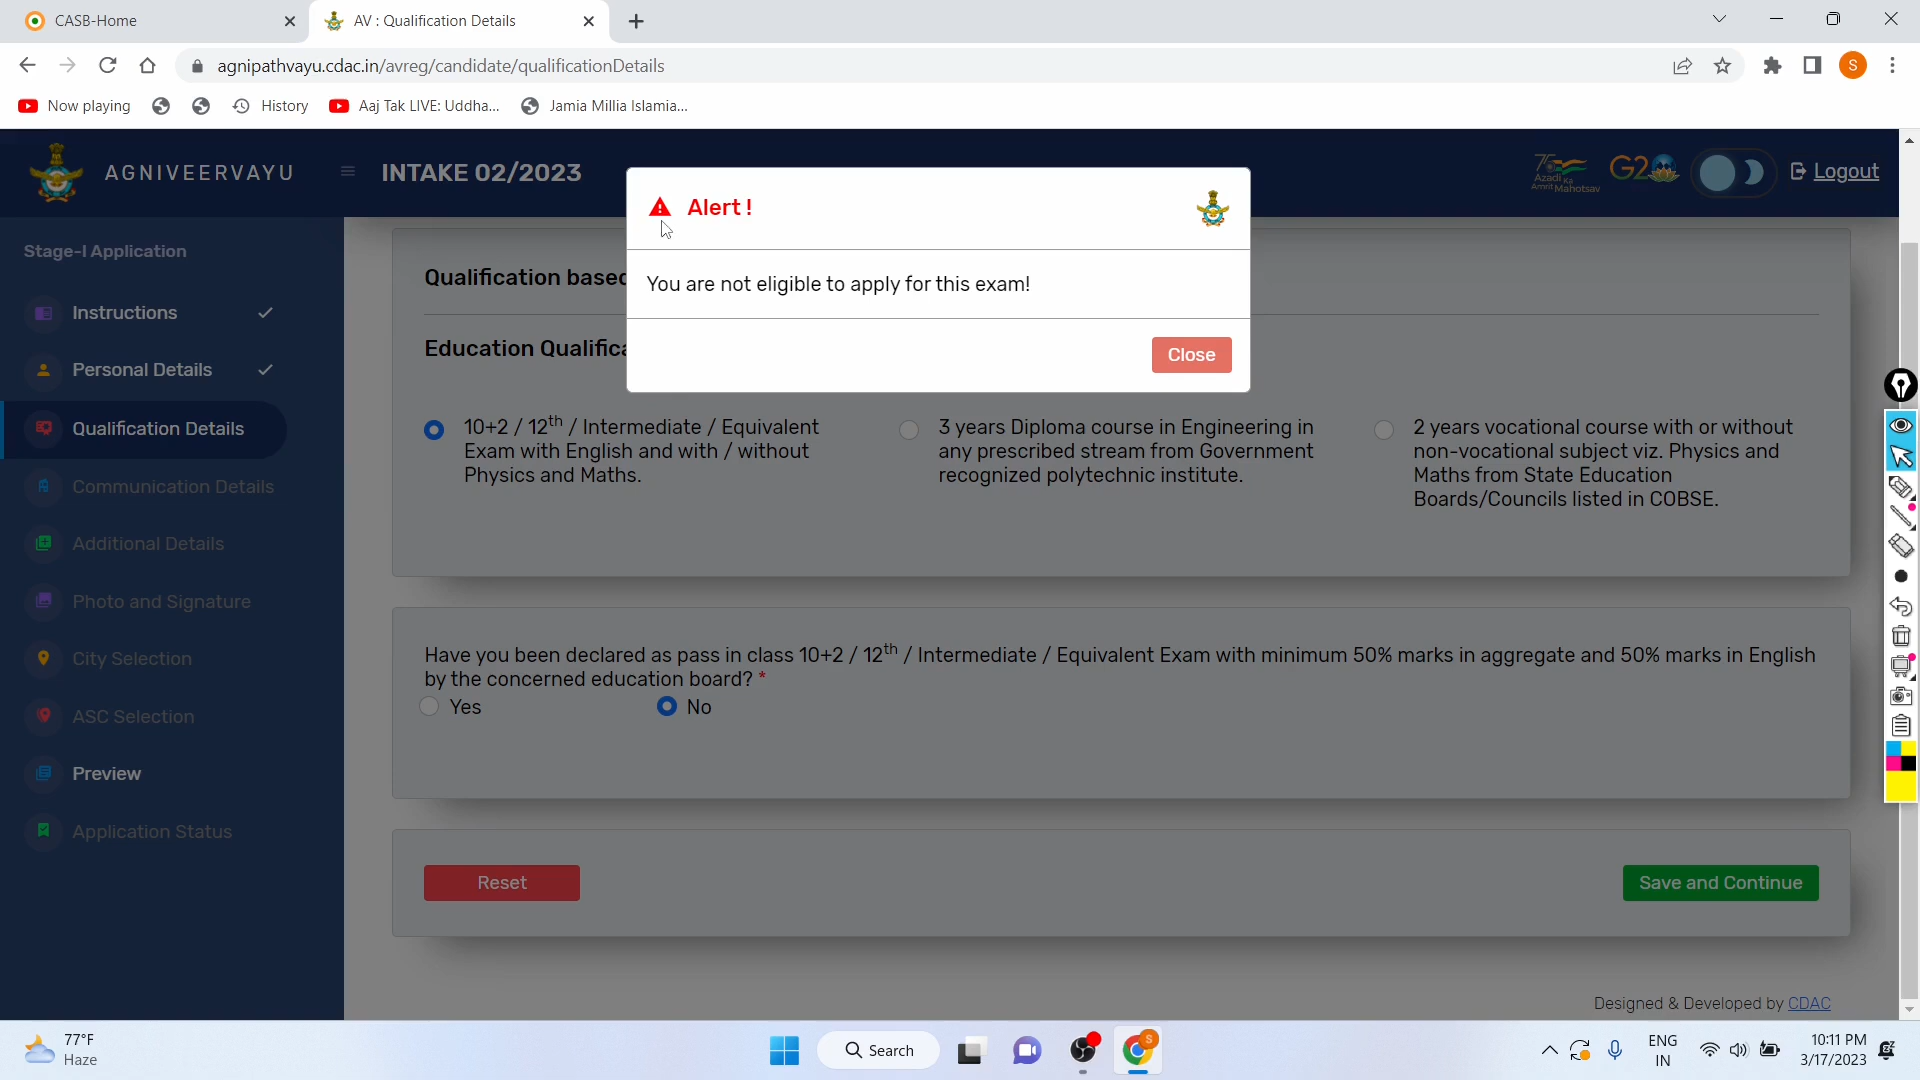 CASB-Home
AV : Qualification Details
agnipathvayu.cdac.in/avreg/candidate/qualificationDetails
S
Now playing
History
Aaj Tak LIVE: Uddha...
Jamia Millia Islamia...
AGNIVEERVAYU
INTAKE 02/2023
Azadi Ka
Amrit Mahotsav
G20
Logout
Alert !
You are not eligible to apply for this exam!
Close
Stage-I Application
Instructions
Personal Details
Qualification Details
Communication Details
Additional Details
Photo and Signature
City Selection
ASC Selection
Preview
Application Status
Qualification based
Education Qualifica
10+2 / 12th / Intermediate / Equivalent
Exam with English and with / without
Physics and Maths.
3 years Diploma course in Engineering in
any prescribed stream from Government
recognized polytechnic institute.
2 years vocational course with or without
non-vocational subject viz. Physics and
Maths from State Education
Boards/Councils listed in COBSE.
Have you been declared as pass in class 10+2 / 12th / Intermediate / Equivalent Exam with minimum 50% marks in aggregate and 50% marks in English
by the concerned education board? *
Yes
No
Reset
Save and Continue
Designed & Developed by CDAC
77°F
Haze
Search
S
ENG
IN
10:11 PM
3/17/2023